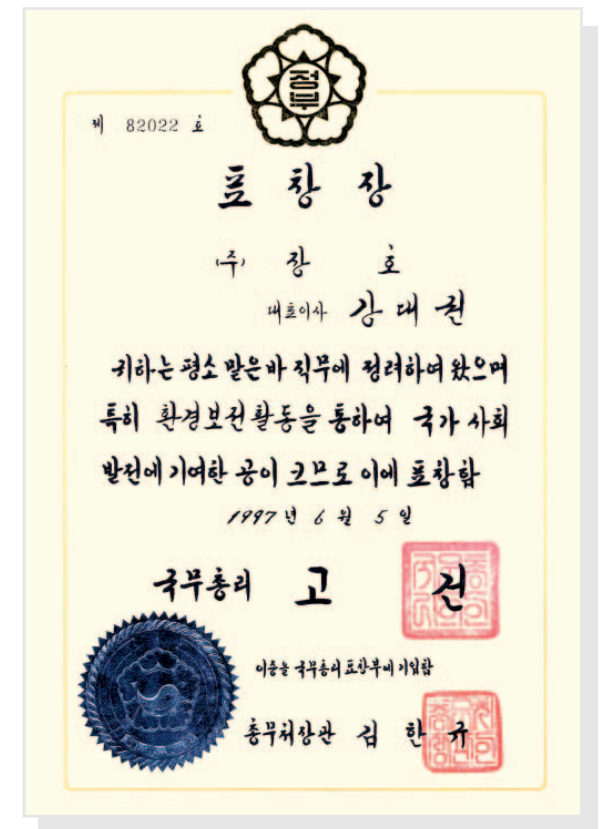 정부
제 82022 호
표창장
(주) 장 호
대표이사 강대권
귀하는 평소 맡은바 직무에 정려하여 왔으며
특히 환경보전활동을 통하여 국가 사회
발전에 기여한 공이 크므로 이에 표창함
1997년 6월 5일
국무총리 고 건
이증을 국무총리 표창부에 기입함
총무처장관 김 한 규